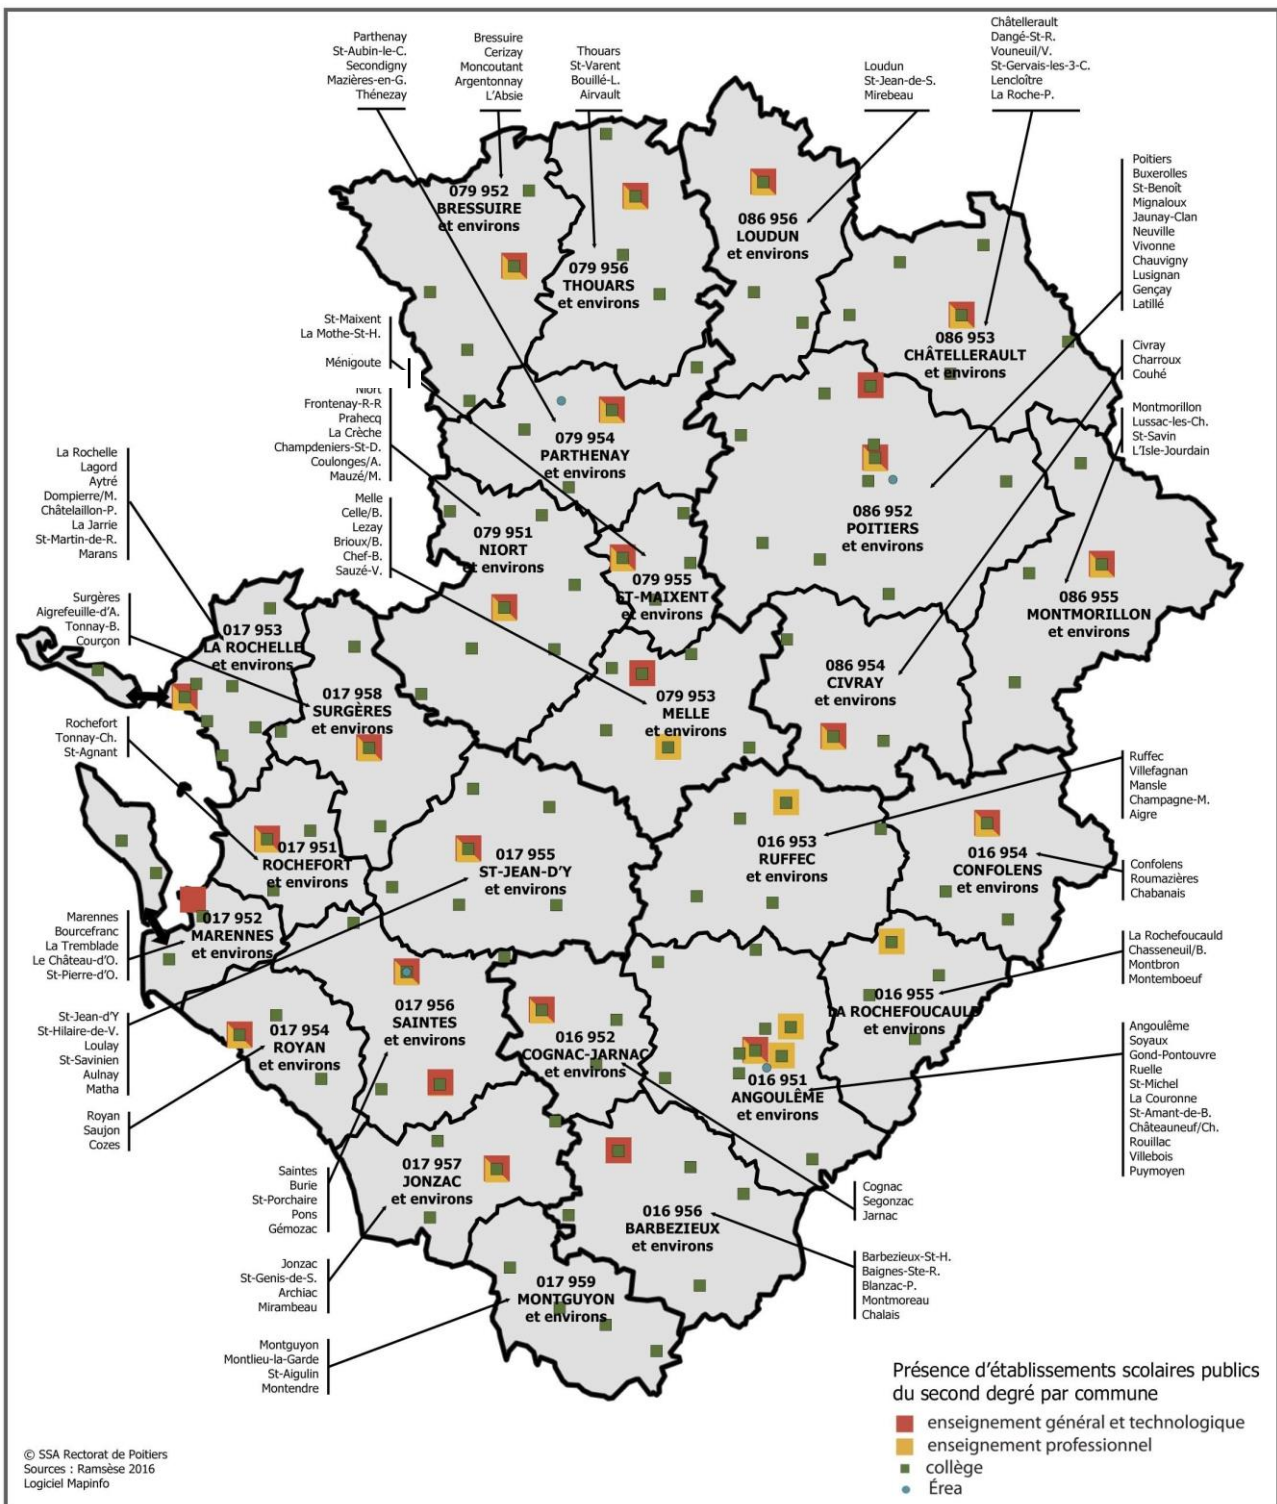 Parthenay
St-Aubin-le-C.
Secondigny
Mazières-en-G.
Thénezay
Bressuire
Cerizay
Moncoutant
Argentonnay
L'Absie
Thouars
St-Varent
Bouillé-L.
Airvault
Loudun
St-Jean-de-S.
Mirebeau
Châtellerault
Dangé-St-R.
Vouneuil/V.
St-Gervais-les-3-C.
Lencloître
La Roche-P.
Poitiers
Buxerolles
St-Benoît
Mignaloux
Jaunay-Clan
Neuville
Vivonne
Chauvigny
Lusignan
Gençay
Latillé
079 952
BRESSUIRE
et environs
079 956
THOUARS
et environs
086 956
LOUDUN
et environs
086 953
CHÂTELLERAULT
et environs
St-Maixent
La Mothe-St-H.
Ménigoute
Niort
Frontenay-R-R
Prahecq
La Crèche
Champdeniers-St-D.
Coulonges/A.
Mauzé/M.
Melle
Celle/B.
Lezay
Brioux/B.
Chef-B.
Sauzé-V.
Civray
Charroux
Couhé
Montmorillon
Lussac-les-Ch.
St-Savin
L'Isle-Jourdain
079 954
PARTHENAY
et environs
La Rochelle
Lagord
Aytré
Dompierre/M.
Châtelaillon-P.
La Jarrie
St-Martin-de-R.
Marans
079 951
NIORT
et environs
079 955
ST-MAIXENT
et environs
086 952
POITIERS
et environs
086 955
MONTMORILLON
et environs
Surgères
Aigrefeuille-d'A.
Tonnay-B.
Courçon
017 953
LA ROCHELLE
et environs
017 958
SURGÈRES
et environs
079 953
MELLE
et environs
086 954
CIVRAY
et environs
Rochefort
Tonnay-Ch.
St-Agnant
Ruffec
Villefagnan
Mansle
Champagne-M.
Aigre
017 951
ROCHEFORT
et environs
017 955
ST-JEAN-D'Y
et environs
016 953
RUFFEC
et environs
016 954
CONFOLENS
et environs
Confolens
Roumazières
Chabanais
Marennes
Bourcefranc
La Tremblade
Le Château-d'O.
St-Pierre-d'O.
017 952
MARENNES
et environs
La Rochefoucauld
Chasseneuil/B.
Montbron
Montemboeuf
St-Jean-d'Y
St-Hilaire-de-V.
Loulay
St-Savinien
Aulnay
Matha
017 954
ROYAN
et environs
017 956
SAINTES
et environs
016 952
COGNAC-JARNAC
et environs
016 951
ANGOULÊME
et environs
016 955
LA ROCHEFOUCAULD
et environs
Angoulême
Soyaux
Gond-Pontouvre
Ruelle
St-Michel
La Couronne
St-Amant-de-B.
Châteauneuf/Ch.
Rouillac
Villebois
Puymoyen
Royan
Saujon
Cozes
Saintes
Burie
St-Porchaire
Pons
Gémozac
017 957
JONZAC
et environs
016 956
BARBEZIEUX
et environs
Cognac
Segonzac
Jarnac
Jonzac
St-Genis-de-S.
Archiac
Mirambeau
Barbezieux-St-H.
Baignes-Ste-R.
Blanzac-P.
Montmoreau
Chalais
017 959
MONTGUYON
et environs
Montguyon
Montlieu-la-Garde
St-Aigulin
Montendre
Présence d'établissements scolaires publics
du second degré par commune
enseignement général et technologique
enseignement professionnel
collège
Érea
© SSA Rectorat de Poitiers
Sources : Ramsèse 2016
Logiciel Mapinfo